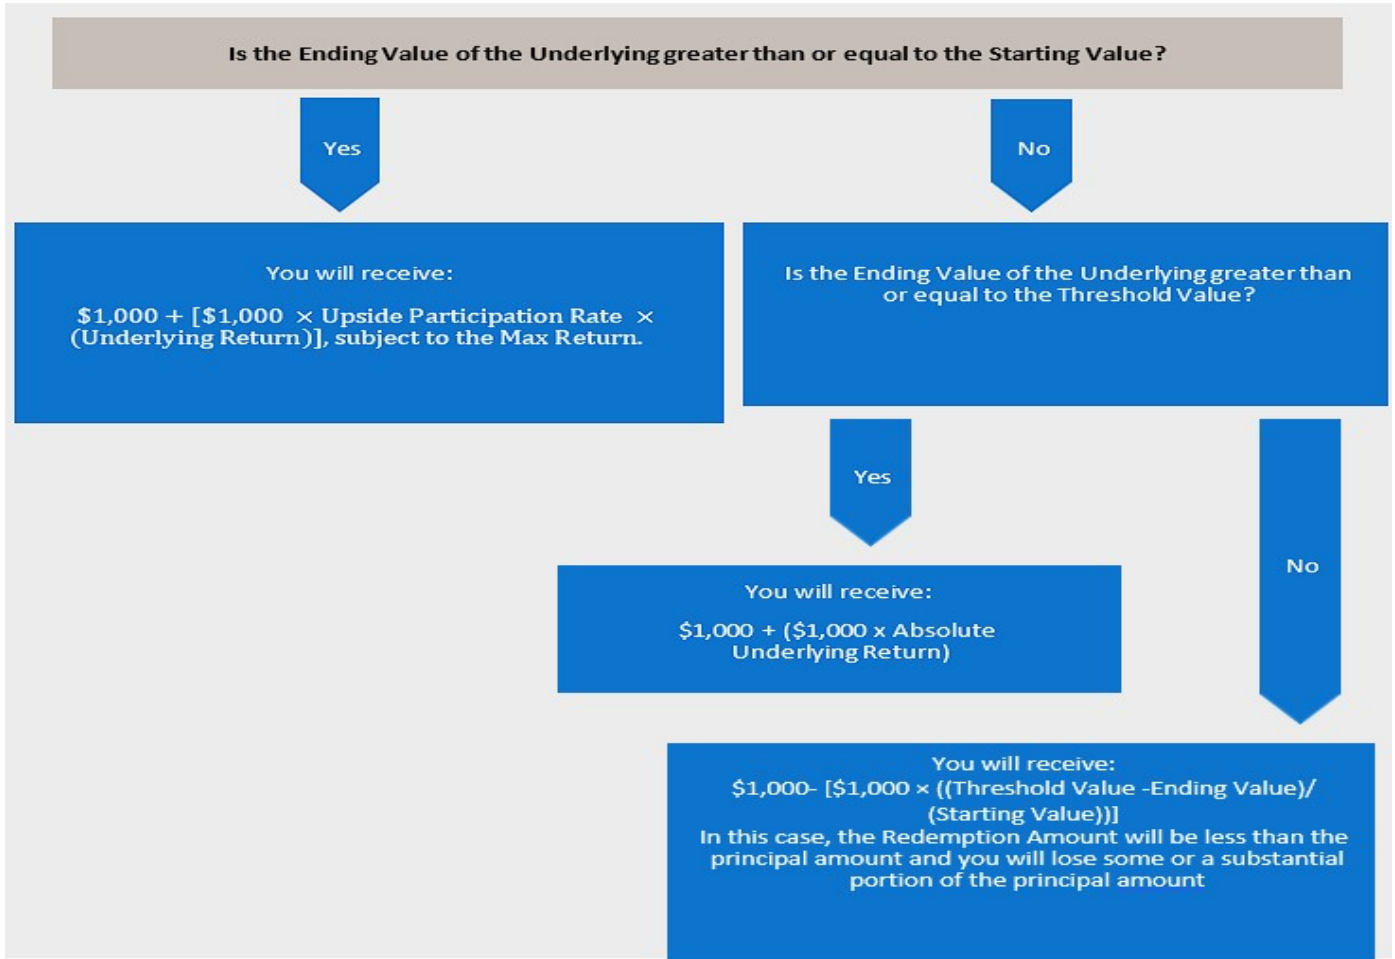 Is the Ending Value of the Underlying greater than or equal to the Starting Value?
Yes
No
You will receive:
$1,000 + [$1,000 × Upside Participation Rate ×
(Underlying Return)], subject to the Max Return.
Is the Ending Value of the Underlying greater than
or equal to the Threshold Value?
Yes
No
You will receive:
$1,000 + ($1,000 x Absolute
Underlying Return)
You will receive:
$1,000- [$1,000 × ((Threshold Value -Ending Value)/
(Starting Value))]
In this case, the Redemption Amount will be less than the
principal amount and you will lose some or a substantial
portion of the principal amount